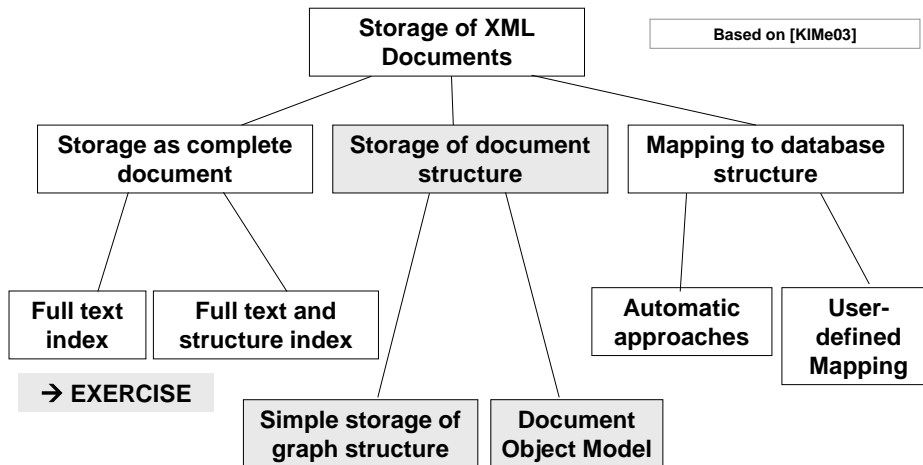 Storage of XML
Documents
Based on [KlMe03]
Storage as complete
document
Storage of document
structure
Mapping to database
structure
Full text
index
Full text and
structure index
Automatic
approaches
User-
defined
Mapping
→ EXERCISE
Simple storage of
graph structure
Document
Object Model